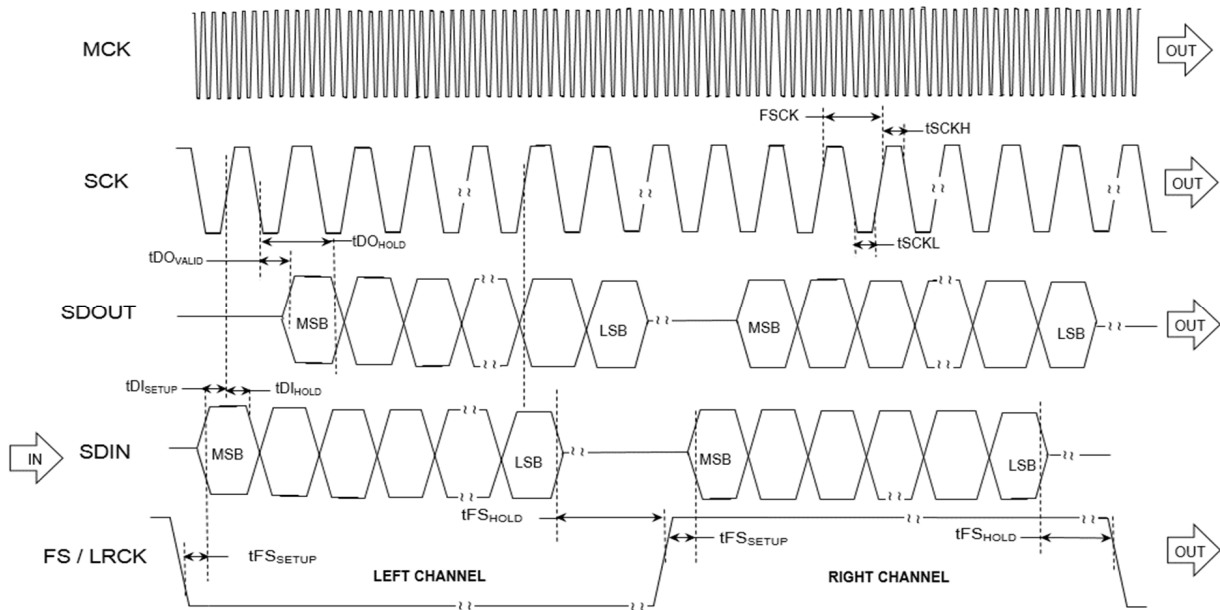 MCK
OUT
FSCK
tSCKH
SCK
OUT
tDOHOLD
tSCKL
tDOVALID
SDOUT
MSB
LSB
MSB
LSB
OUT
tDISETUP
tDIHOLD
IN
SDIN
MSB
LSB
MSB
LSB
tFSHOLD
FS / LRCK
tFSSETUP
tFSSETUP
tFSHOLD
OUT
LEFT CHANNEL
RIGHT CHANNEL